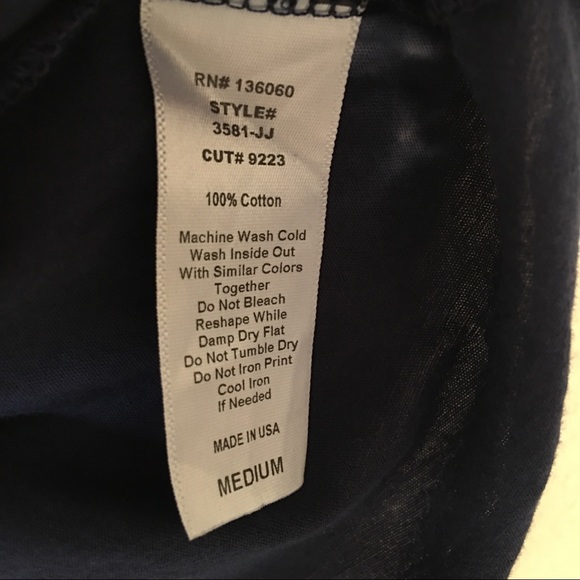 RN# 136060
STYLE#
3581-JJ
CUT# 9223
100% Cotton
Machine Wash Cold
Wash Inside Out
With Similar Colors
Together
Do Not Bleach
Reshape While
Damp Dry Flat
Do Not Tumble Dry
Do Not Iron Print
Cool Iron
If Needed
MADE IN USA
MEDIUM